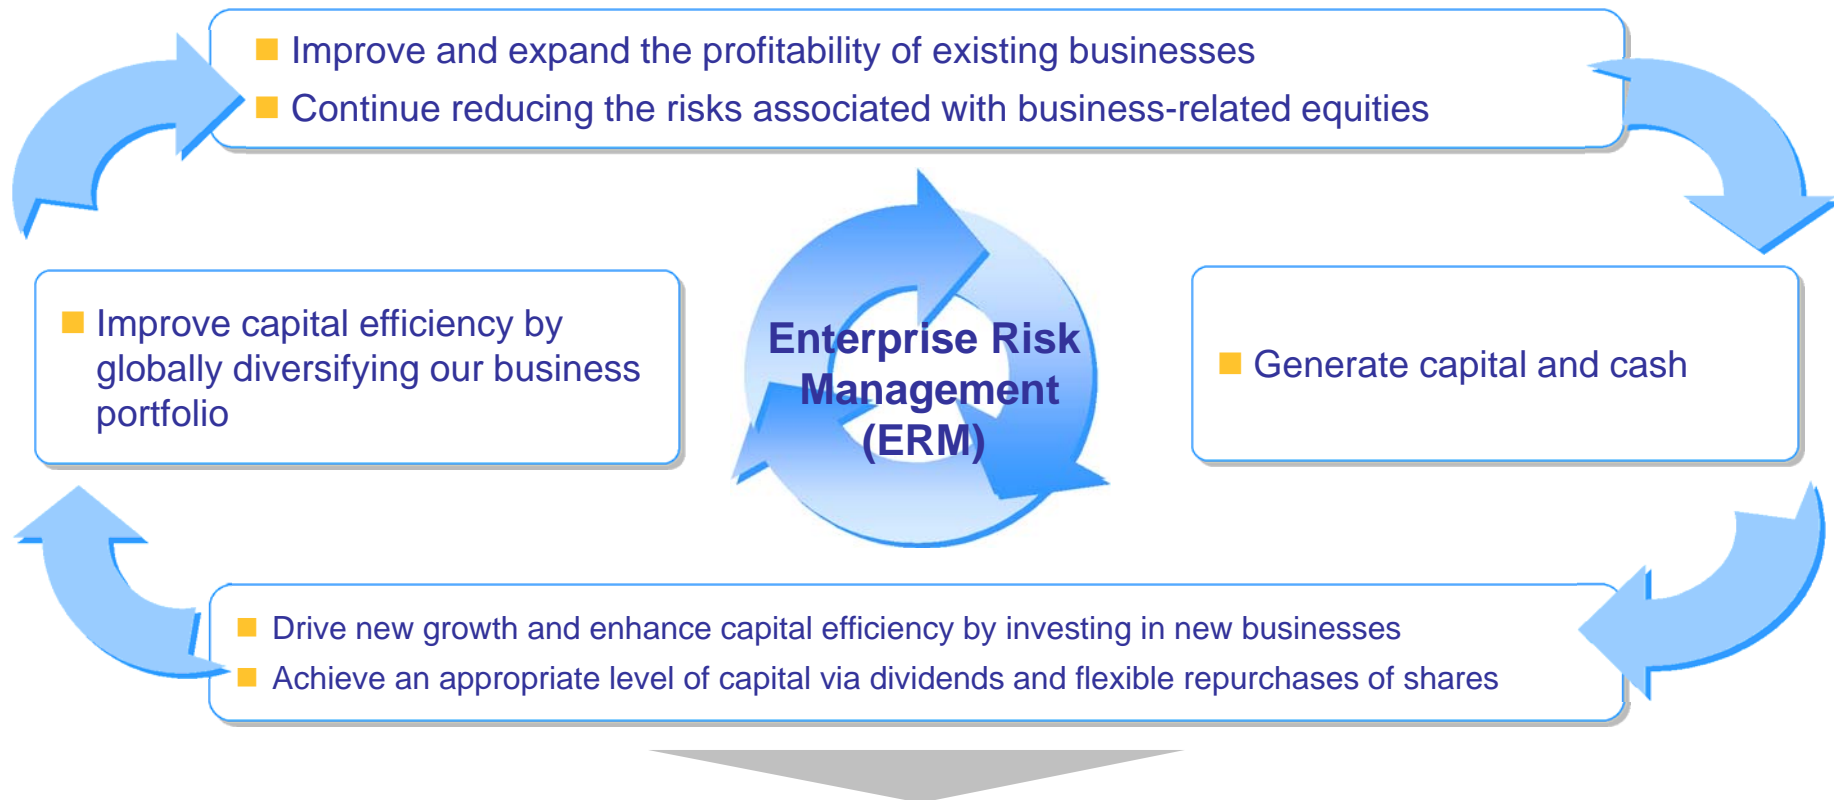 Improve and expand the profitability of existing businesses
Continue reducing the risks associated with business-related equities
Enterprise Risk
Management
(ERM)
Improve capital efficiency by
globally diversifying our business
portfolio
Generate capital and cash
Drive new growth and enhance capital efficiency by investing in new businesses
Achieve an appropriate level of capital via dividends and flexible repurchases of shares